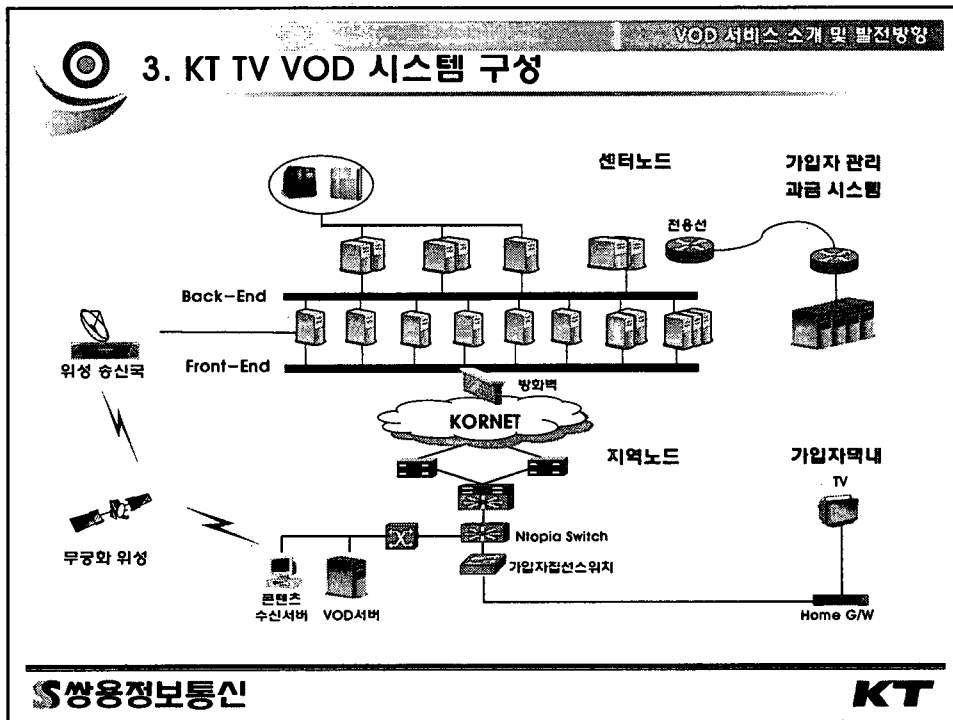 VOD 서비스 소개 및 발전방향
3. KT TV VOD 시스템 구성
센터노드
가입자 관리
과금 시스템
전용선
Back-End
Front-End
위성 송신국
방화벽
KORNET
지역노드
가입자댁내
TV
Ntopia Switch
무궁화 위성
가입자집선스위치
콘텐츠
수신서버
VOD서버
Home G/W
쌍용정보통신
KT